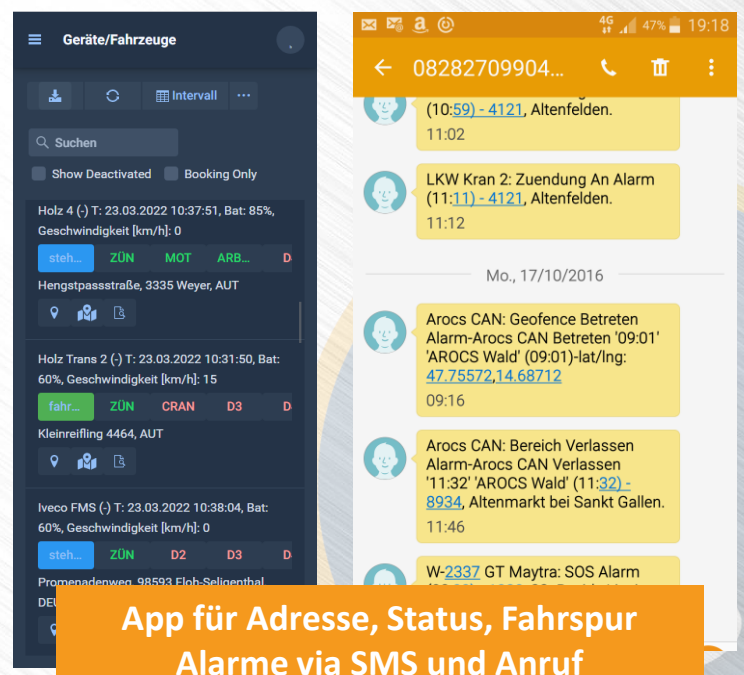 Geräte/Fahrzeuge
Intervall ...
Suchen
Show Deactivated Booking Only
Holz 4 (-) T: 23.03.2022 10:37:51, Bat: 85%,
Geschwindigkeit [km/h]: 0
steh... ZÜN MOT ARB... D
Hengstpassstraße, 3335 Weyer, AUT
Holz Trans 2 (-) T: 23.03.2022 10:31:50, Bat:
60%, Geschwindigkeit [km/h]: 15
fahr... ZÜN CRAN D3 D
Kleinreifling 4464, AUT
Iveco FMS (-) T: 23.03.2022 10:38:04, Bat:
60%, Geschwindigkeit [km/h]: 0
steh... ZÜN D2 D3 D
Promenadenweg, 98593 Floh-Seligenthal
DEU
4G 47% 19:18
08282709904...
(10:59) - 4121, Altenfelden.
11:02
LKW Kran 2: Zuendung An Alarm
(11:11) - 4121, Altenfelden.
11:12
Mo., 17/10/2016
Arocs CAN: Geofence Betreten
Alarm-Arocs CAN Betreten '09:01'
'AROCS Wald' (09:01)-lat/lng:
47.75572,14.68712
09:16
Arocs CAN: Bereich Verlassen
Alarm-Arocs CAN Verlassen
'11:32' 'AROCS Wald' (11:32) -
8934, Altenmarkt bei Sankt Gallen.
11:46
W-2337 GT Maytra: SOS Alarm
App für Adresse, Status, Fahrspur
Alarme via SMS und Anruf